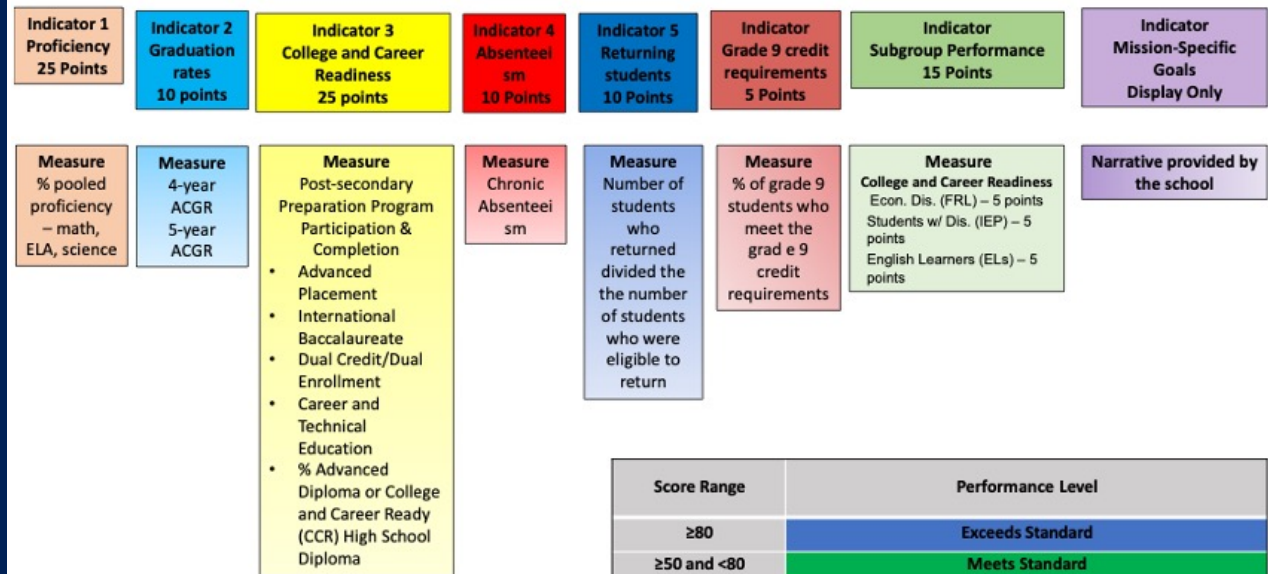 Indicator 1
Proficiency
25 Points
Indicator 2
Graduation
rates
10 points
Indicator 3
College and Career
Readiness
25 points
Indicator 4
Absenteei
sm
10 Points
Indicator 5
Returning
students
10 Points
Indicator
Grade 9 credit
requirements
5 Points
Indicator
Subgroup Performance
15 Points
Indicator
Mission-Specific
Goals
Display Only
Measure
% pooled
proficiency
– math,
ELA, science
Measure
4-year
ACGR
5-year
ACGR
Measure
Post-secondary
Preparation Program
Participation &
Completion
• Advanced
Placement
• International
Baccalaureate
• Dual Credit/Dual
Enrollment
• Career and
Technical
Education
• % Advanced
Diploma or College
and Career Ready
(CCR) High School
Diploma
Measure
Chronic
Absenteei
sm
Measure
Number of
students
who
returned
divided the
the number
of students
who were
eligible to
return
Measure
% of grade 9
students who
meet the
grad e 9
credit
requirements
Measure
College and Career Readiness
Econ. Dis. (FRL) – 5 points
Students w/ Dis. (IEP) – 5
points
English Learners (ELs) – 5
points
Narrative provided by
the school
Score Range Performance Level
≥80 Exceeds Standard
≥50 and <80 Meets Standard